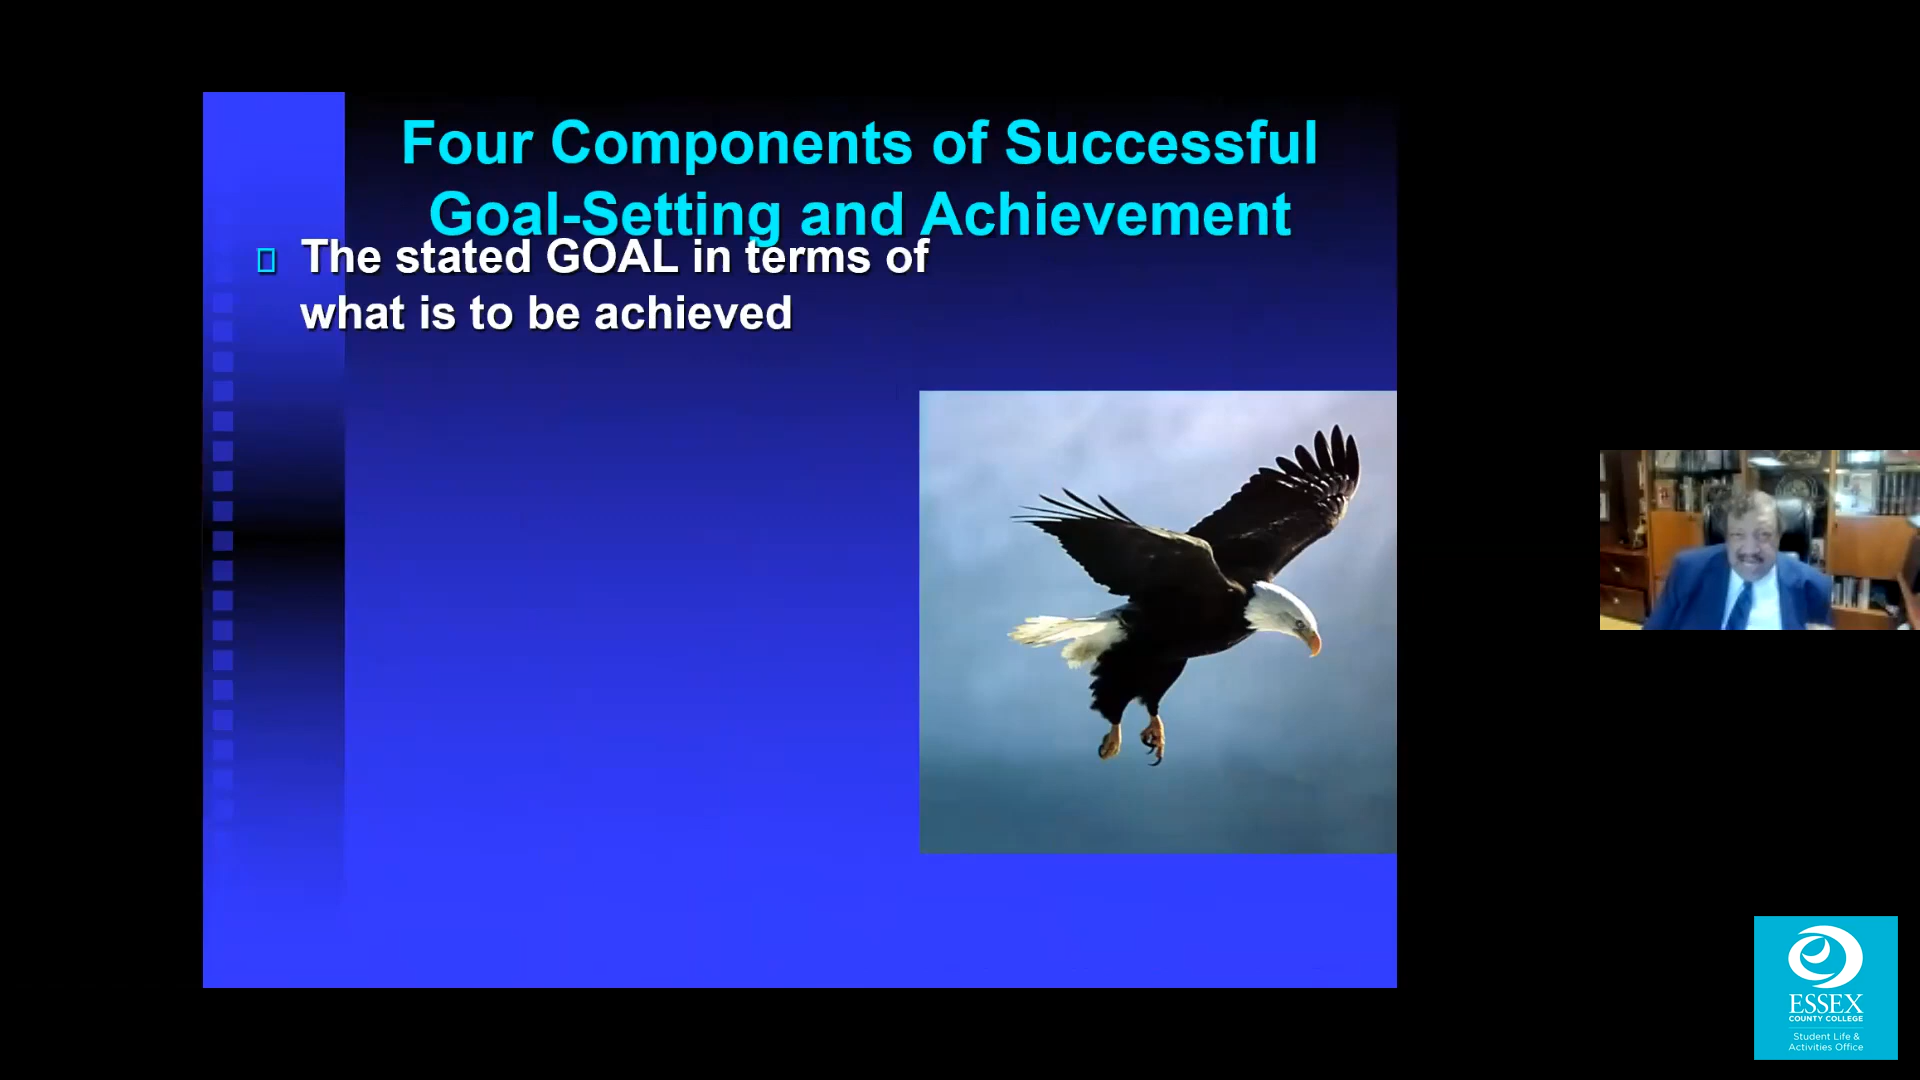 Four Components of Successful
Goal-Setting and Achievement
The stated GOAL in terms of
what is to be achieved
ESSEX
COUNTY COLLEGE
Student Life &
Activities Office